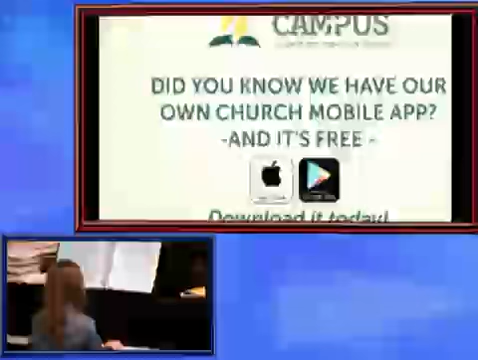 CAMPUS
DID YOU KNOW WE HAVE OUR
OWN CHURCH MOBILE APP?
-AND IT'S FREE -
Download it today!